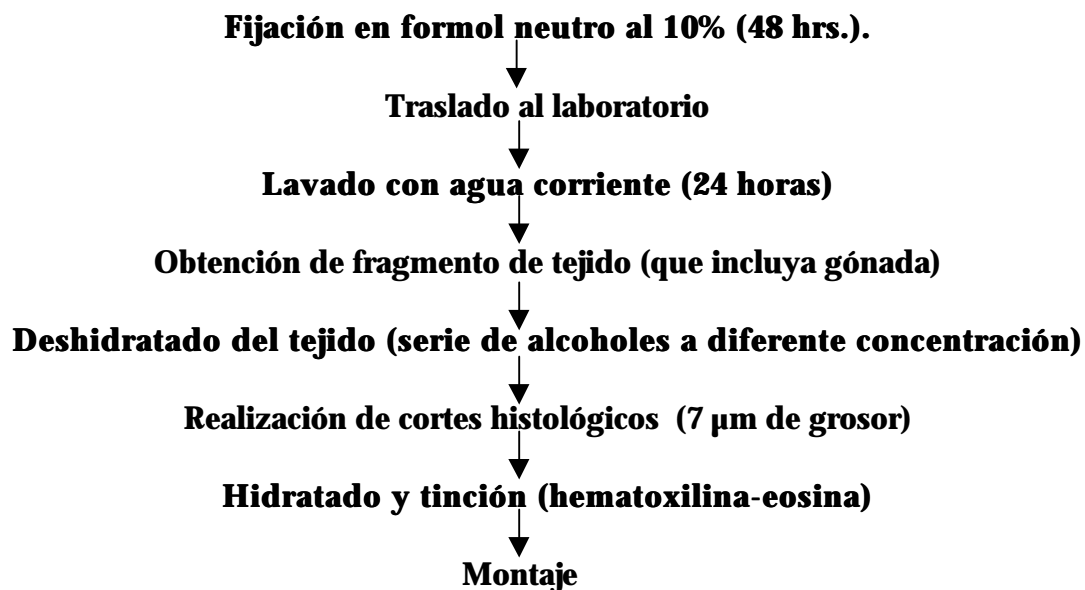 Fijación en formol neutro al 10% (48 hrs.).
Traslado al laboratorio
Lavado con agua corriente (24 horas)
Obtención de fragmento de tejido (que incluya gónada)
Deshidratado del tejido (serie de alcoholes a diferente concentración)
Realización de cortes histológicos (7 µm de grosor)
Hidratado y tinción (hematoxilina-eosina)
Montaje